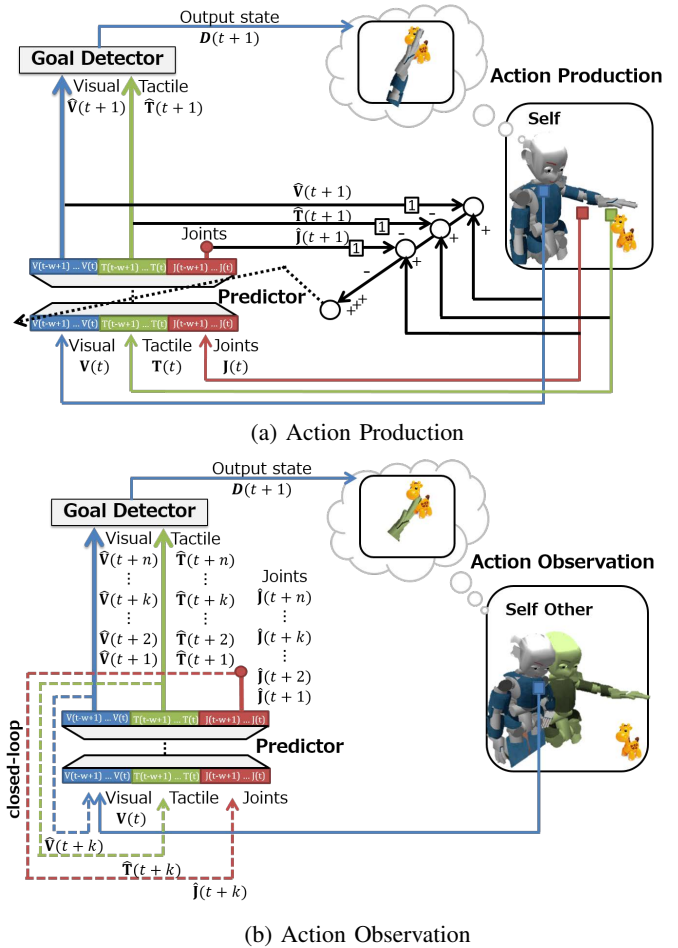 Output state
D(t + 1)
Goal Detector
Visual
Tactile
V̂(t + 1)
T̂(t + 1)
Action Production
Self
V̂(t + 1)
1
−
T̂(t + 1)
1
−
+
Ĵ(t + 1)
Joints
1
−
+
+
−
V(t-w+1) ... V(t)
T(t-w+1) ... T(t)
J(t-w+1) ... J(t)
Predictor
+
+
+
V(t-w+1) ... V(t)
T(t-w+1) ... T(t)
J(t-w+1) ... J(t)
Visual
Tactile
Joints
V(t)
T(t)
J(t)
(a) Action Production
Output state
D(t + 1)
Goal Detector
Visual
Tactile
V̂(t + n)
T̂(t + n)
⋮
⋮
V̂(t + k)
T̂(t + k)
⋮
⋮
V̂(t + 2)
T̂(t + 2)
V̂(t + 1)
T̂(t + 1)
Joints
Ĵ(t + n)
⋮
Ĵ(t + k)
⋮
Ĵ(t + 2)
Ĵ(t + 1)
Action Observation
Self Other
closed-loop
V(t-w+1) ... V(t)
T(t-w+1) ... T(t)
J(t-w+1) ... J(t)
Predictor
V(t-w+1) ... V(t)
T(t-w+1) ... T(t)
J(t-w+1) ... J(t)
Visual
Tactile
Joints
V(t)
V̂(t + k)
T̂(t + k)
Ĵ(t + k)
(b) Action Observation